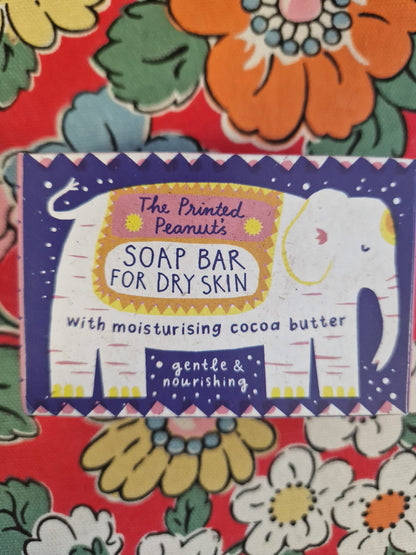 The Printed
Peanut's
SOAP BAR
FOR DRY SKIN
with moisturising cocoa butter
gentle &
nourishing